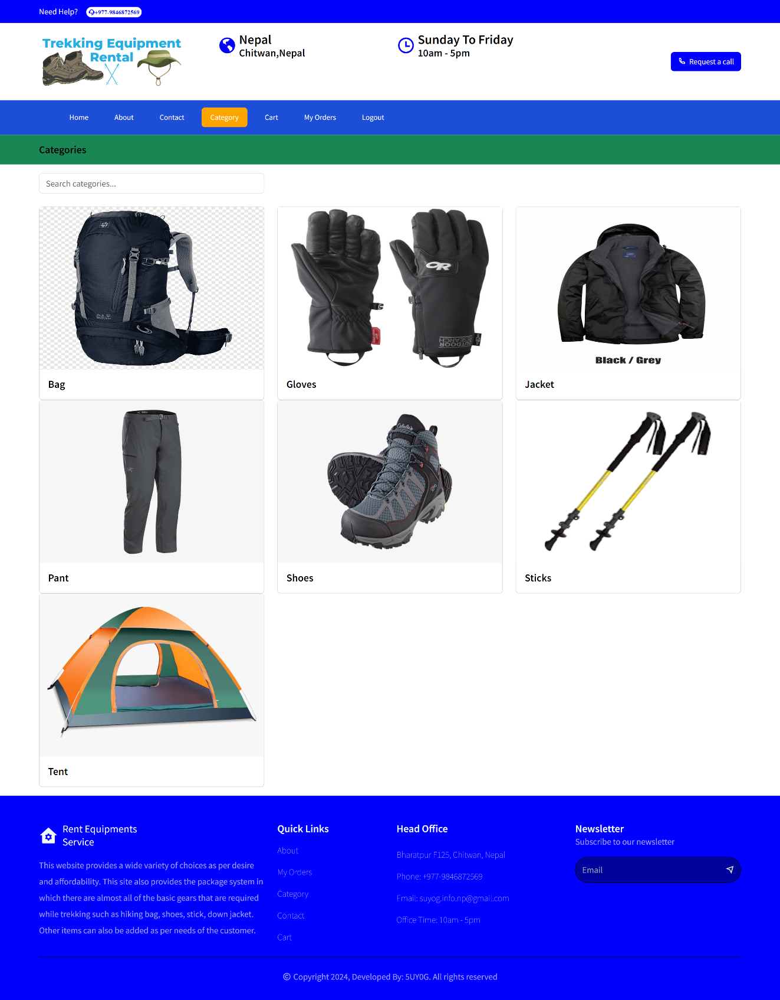 Need Help?
+977-9846872569
Trekking Equipment
Rental
Nepal
Chitwan,Nepal
Sunday To Friday
10am - 5pm
Request a call
Home
About
Contact
Category
Cart
My Orders
Logout
Categories
Search categories...
OR
OUTDOOR
RESEARCH
Black / Grey
Bag
Gloves
Jacket
Cabela's
Pant
Shoes
Sticks
Tent
Rent Equipments
Service
This website provides a wide variety of choices as per desire
and affordability. This site also provides the package system in
which there are almost all of the basic gears that are required
while trekking such as hiking bag, shoes, stick, down jacket.
Other items can also be added as per needs of the customer.
Quick Links
About
My Orders
Category
Contact
Cart
Head Office
Bharatpur F125, Chitwan, Nepal
Phone: +977-9846872569
Email: suyog.info.np@gmail.com
Office Time: 10am - 5pm
Newsletter
Subscribe to our newsletter
Email
© Copyright 2024, Developed By: 5UY0G. All rights reserved